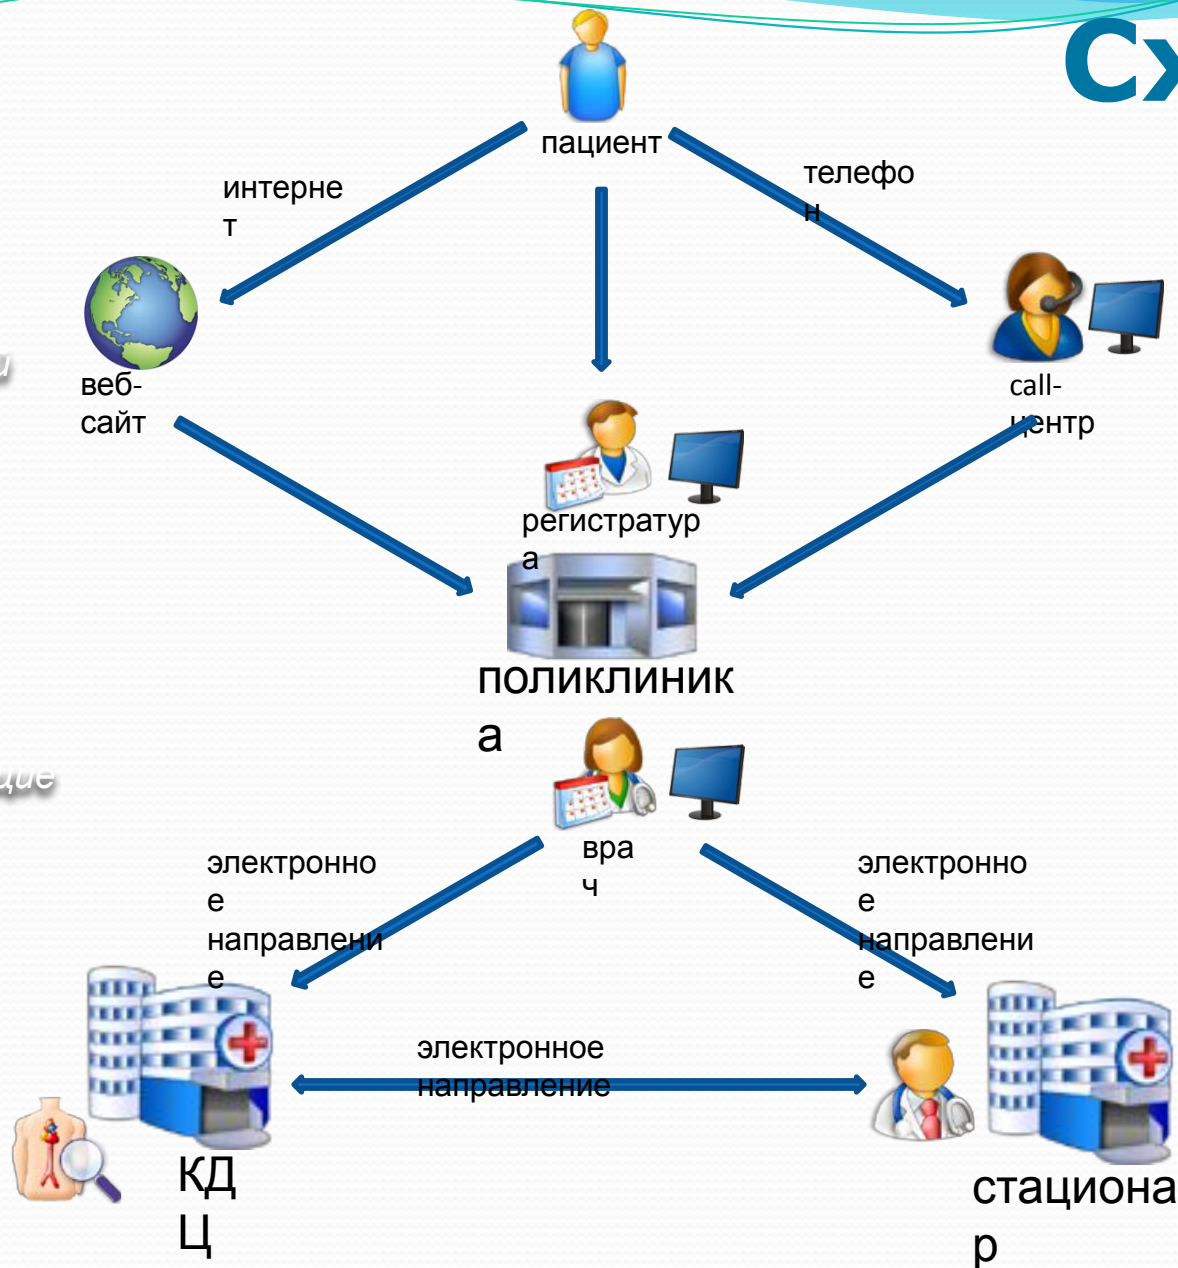 Сх
пациент
интерне
т
телефо
н
и
веб-
сайт
call-
центр
регистратур
а
поликлиник
а
щие
вра
ч
электронно
е
направлени
е
электронно
е
направлени
е
электронное
направление
КД
Ц
стациона
р